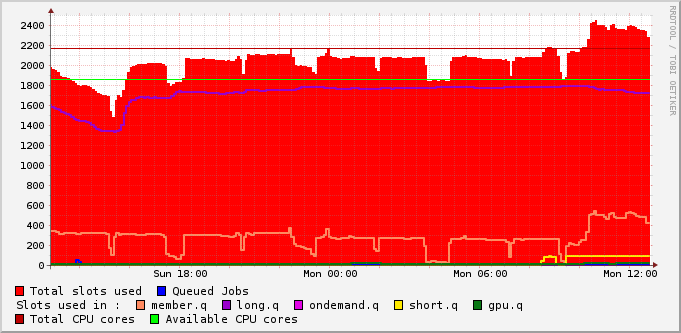 RRDTOOL / TOBI OETIKER
2400
2200
2000
1800
1600
1400
1200
1000
800
600
400
200
0
Sun 18:00 Mon 00:00 Mon 06:00 Mon 12:00
Total slots used Queued Jobs
Slots used in : member.q long.q ondemand.q short.q gpu.q
Total CPU cores Available CPU cores